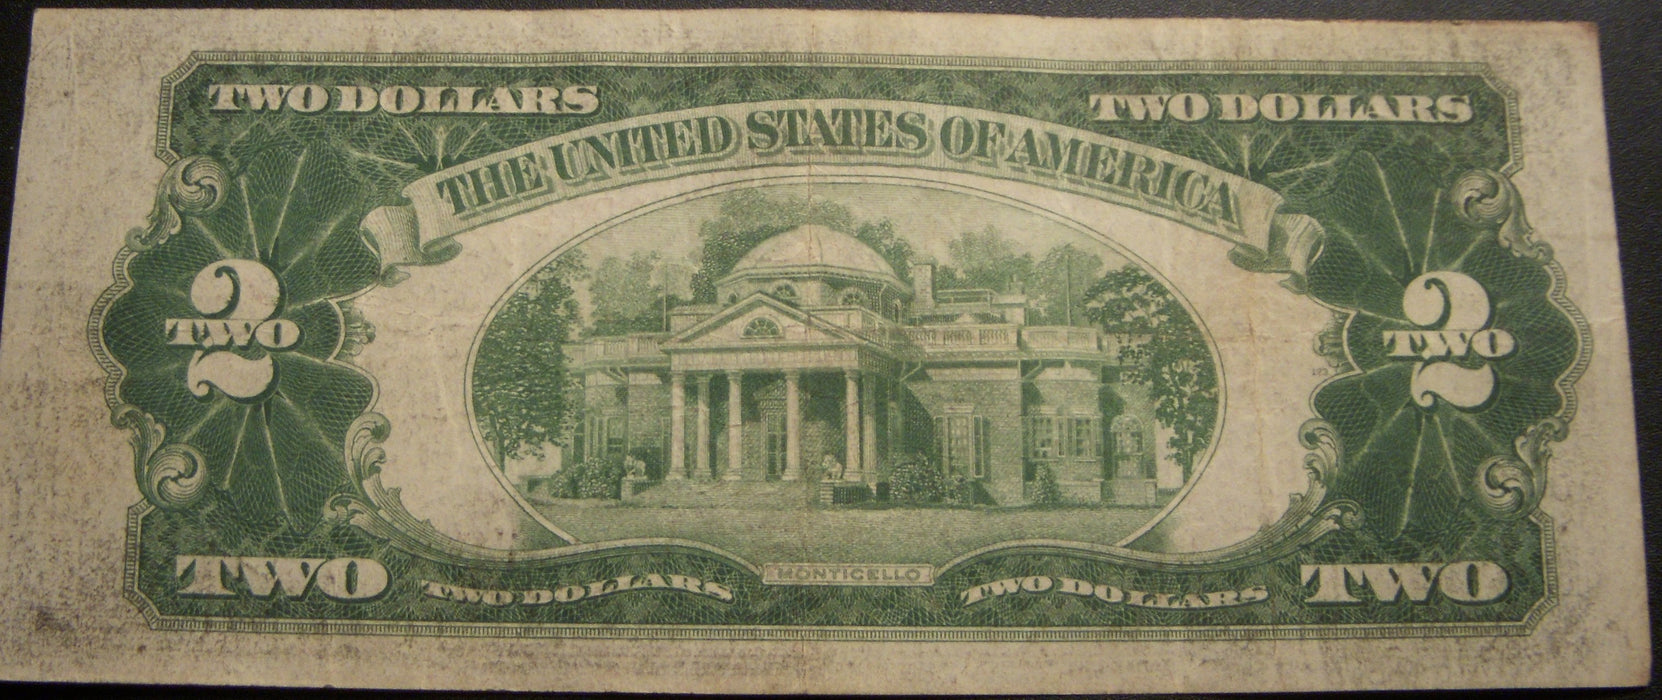 TWO DOLLARS
TWO DOLLARS
THE UNITED STATES OF AMERICA
2
TWO
2
TWO
MONTICELLO
TWO
TWO DOLLARS
TWO DOLLARS
TWO